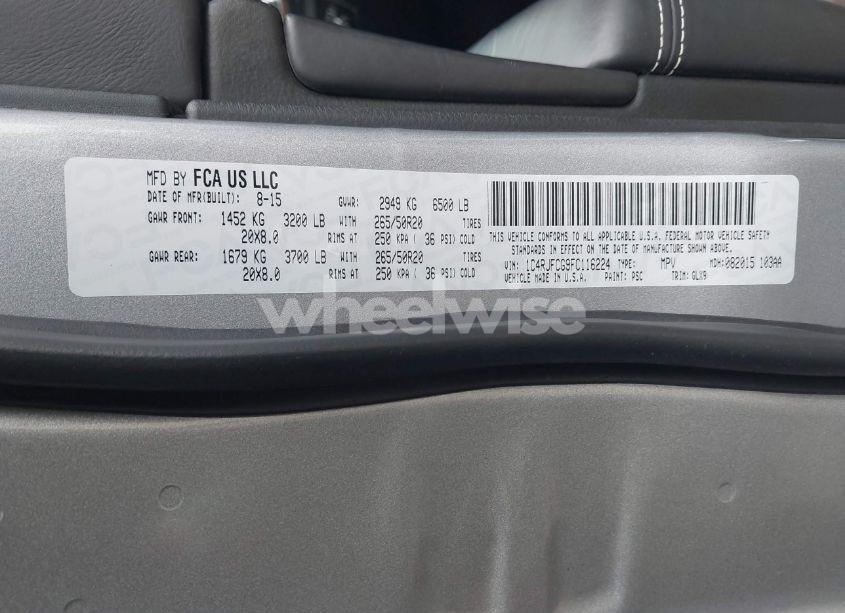 MFD BY FCA US LLC
DATE OF MFR(BUILT): 8-15 GVWR: 2949 KG 6500 LB
GAWR FRONT: 1452 KG 3200 LB WITH 265/50R20 TIRES
20X8.0 RIMS AT 250 KPA ( 36 PSI) COLD
GAWR REAR: 1679 KG 3700 LB WITH 265/50R20 TIRES
20X8.0 RIMS AT 250 KPA ( 36 PSI) COLD
THIS VEHICLE CONFORMS TO ALL APPLICABLE U.S.A. FEDERAL MOTOR VEHICLE SAFETY
STANDARDS IN EFFECT ON THE DATE OF MANUFACTURE SHOWN ABOVE.
VIN: 1C4RJFCG9FC116224 TYPE: MPV MDH:082015 103AA
VEHICLE MADE IN U.S.A. PAINT: PSC TRIM: GLX9
wheelwise